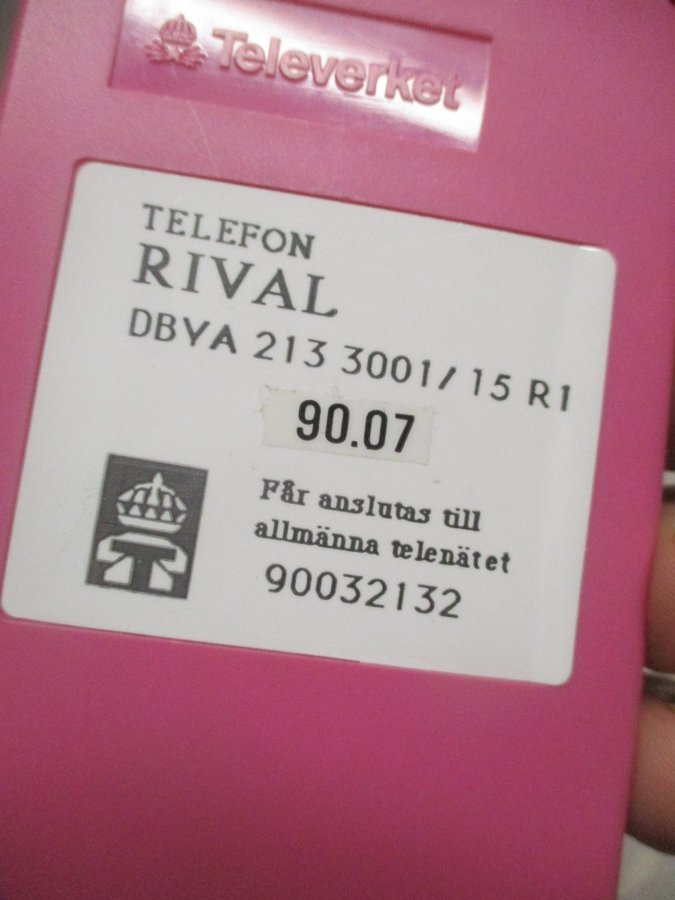 Televerket
TELEFON
RIVAL
DBYA 213 3001/15 R1
90.07
Får anslutas till
allmänna telenätet
90032132